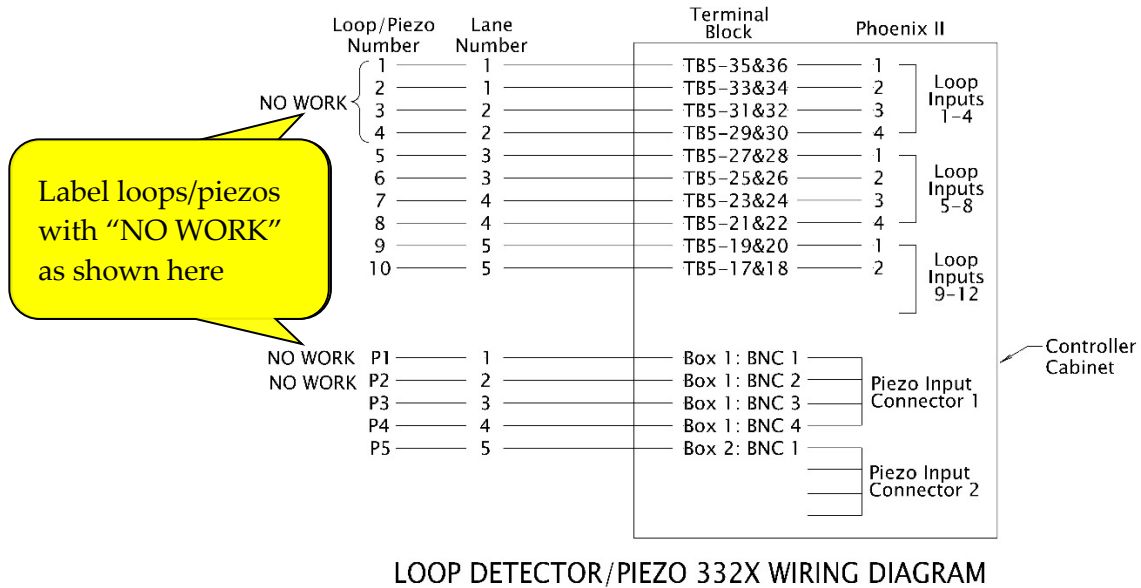 Loop/Piezo Number Lane Number Terminal Block Phoenix II
1 1 TB5-35&36 1
2 1 TB5-33&34 2
NO WORK
3 2 TB5-31&32 3
4 2 TB5-29&30 4
Loop Inputs 1-4
5 3 TB5-27&28 1
6 3 TB5-25&26 2
7 4 TB5-23&24 3
8 4 TB5-21&22 4
Loop Inputs 5-8
9 5 TB5-19&20 1
10 5 TB5-17&18 2
Loop Inputs 9-12
Label loops/piezos
with “NO WORK”
as shown here
NO WORK P1 1 Box 1: BNC 1
NO WORK P2 2 Box 1: BNC 2
P3 3 Box 1: BNC 3
P4 4 Box 1: BNC 4
Piezo Input Connector 1
P5 5 Box 2: BNC 1
Piezo Input Connector 2
Controller Cabinet
LOOP DETECTOR/PIEZO 332X WIRING DIAGRAM